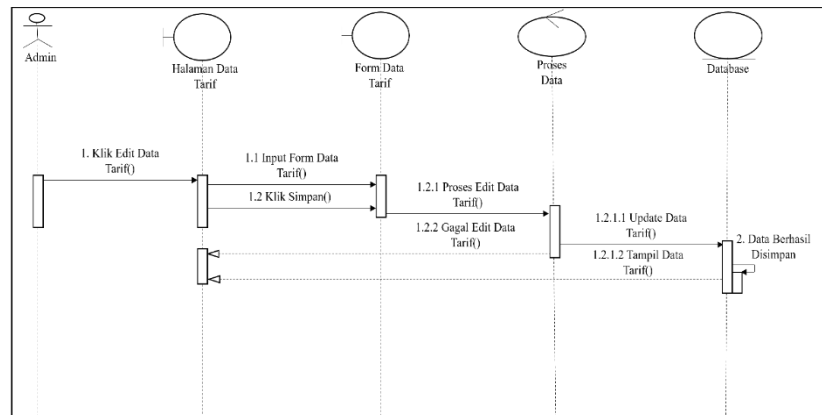 Admin
Halaman Data
Tarif
Form Data
Tarif
Proses
Data
Database
1. Klik Edit Data
Tarif()
1.1 Input Form Data
Tarif()
1.2 Klik Simpan()
1.2.1 Proses Edit Data
Tarif()
1.2.2 Gagal Edit Data
Tarif()
1.2.1.1 Update Data
Tarif()
1.2.1.2 Tampil Data
Tarif()
2. Data Berhasil
Disimpan